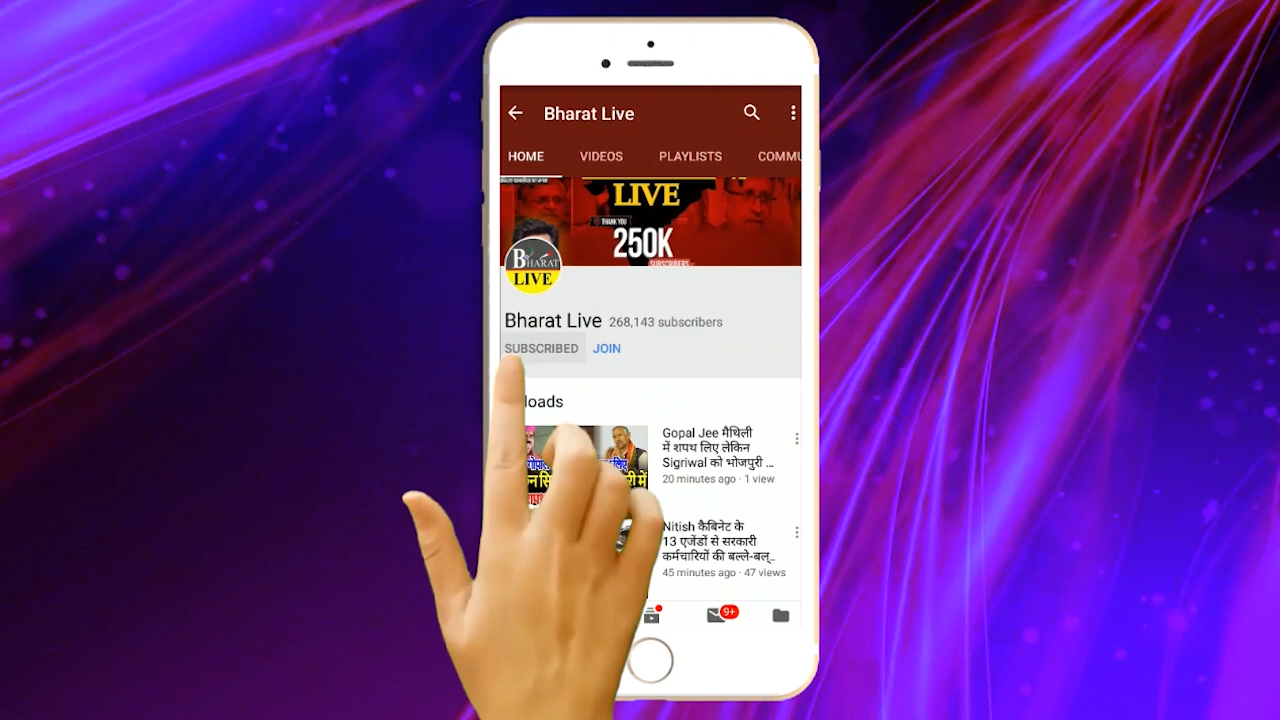 Bharat Live
HOME VIDEOS PLAYLISTS COMMU
LIVE
THANK YOU
250K
SUBSCRIBERS
BHARAT
LIVE
Bharat Live 268,143 subscribers
SUBSCRIBED JOIN
loads
Gopal Jee मैथिली
में शपथ लिए लेकिन
Sigriwal को भोजपुरी ...
20 minutes ago · 1 view
Nitish कैबिनेट के
13 एजेंडों से सरकारी
कर्मचारियों की बल्ले-बल्...
45 minutes ago · 47 views
9+